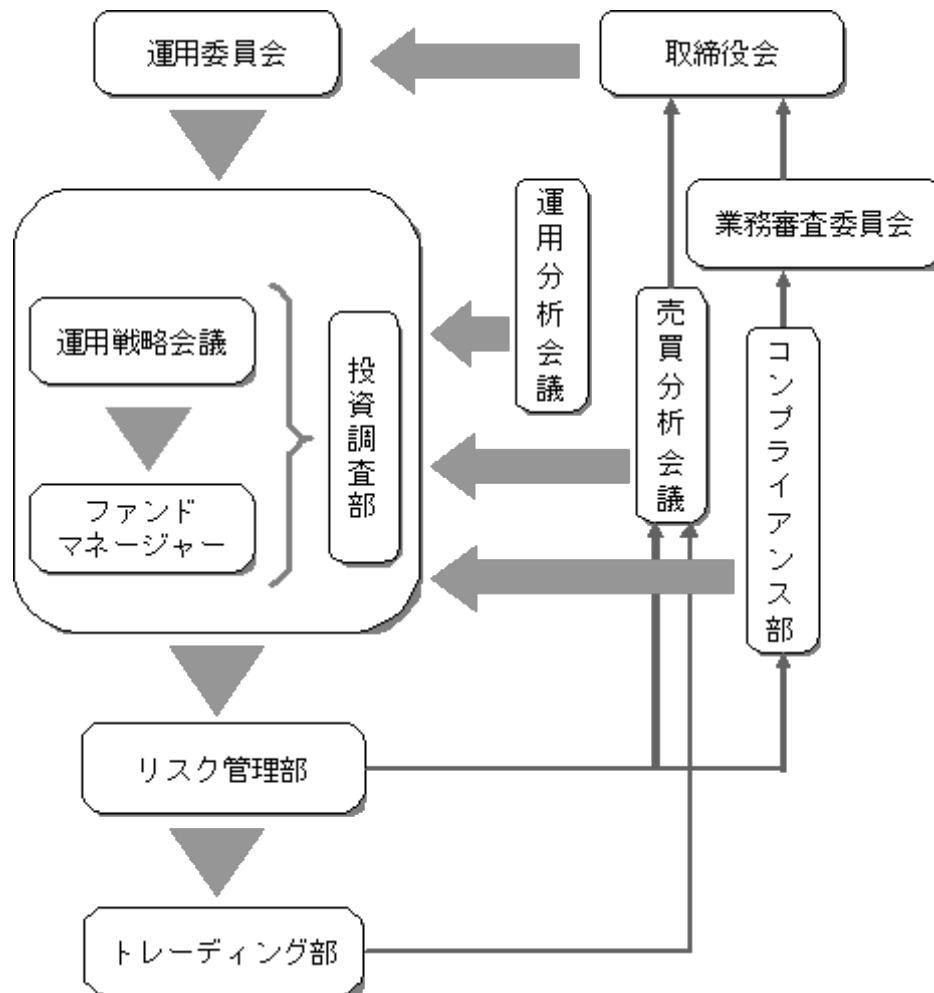 運用委員会
取締役会
運用分析会議
業務審査委員会
運用戦略会議
投資調査部
売買分析会議
コンプライアンス部
ファンド
マネージャー
リスク管理部
トレーディング部